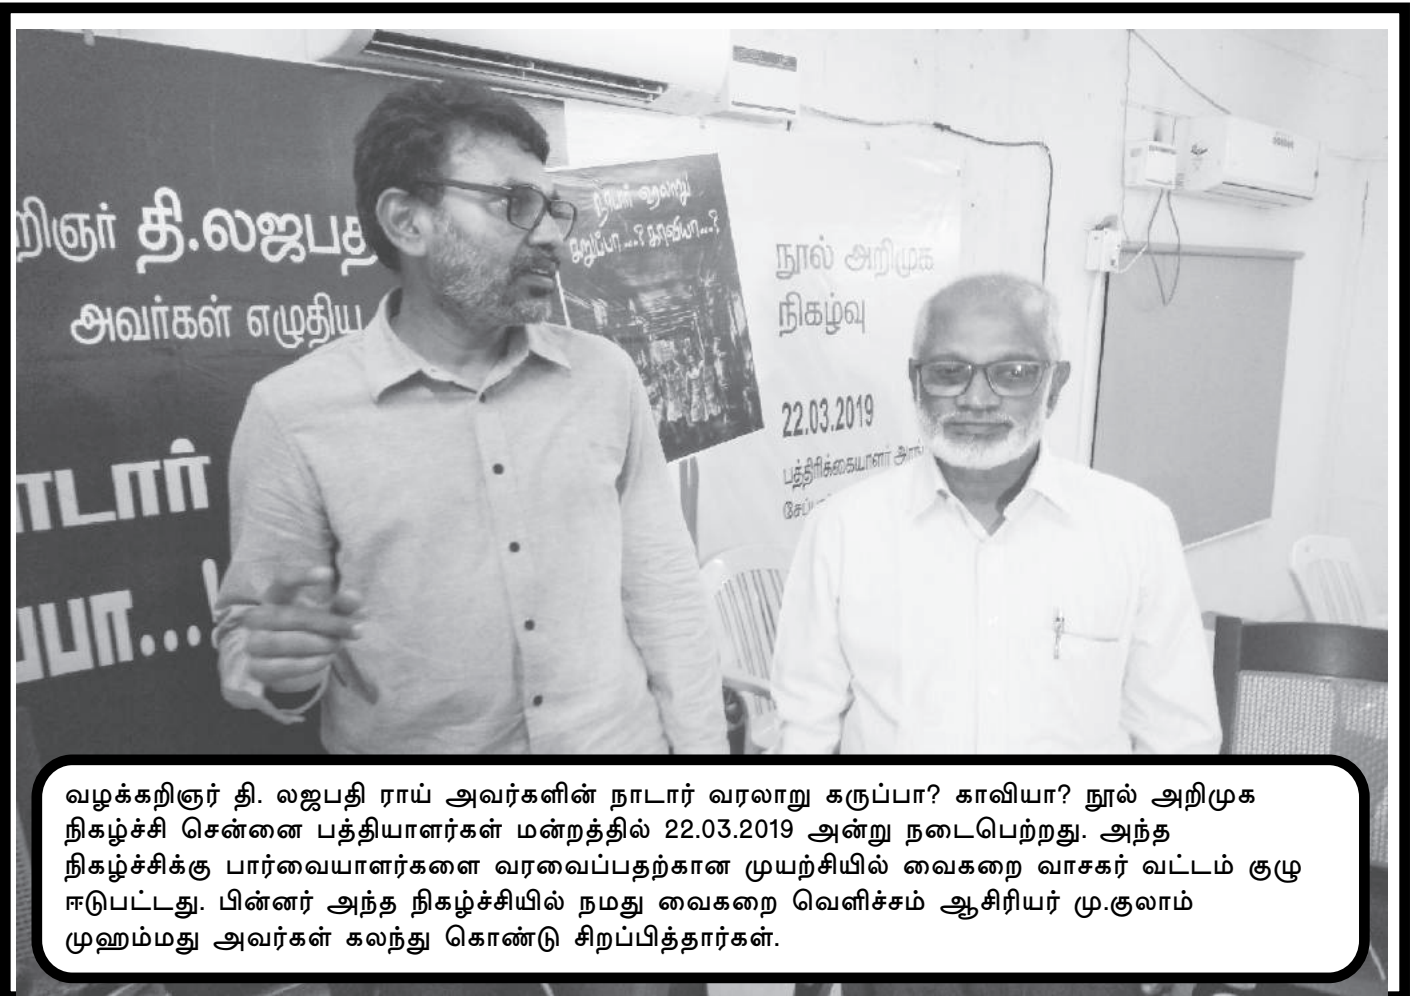 றிஞர் தி.லஜபத
அவர்கள் எழுதிய
ாடார்
ப்பா...!
நாடார் வரலாறு
கறுப்பா...? காவியா...?
நூல் அறிமுக
நிகழ்வு
22.03.2019
பத்திரிக்கையாளர்
வழக்கறிஞர் தி. லஜபதி ராய் அவர்களின் நாடார் வரலாறு கருப்பா? காவியா? நூல் அறிமுக
நிகழ்ச்சி சென்னை பத்தியாளர்கள் மன்றத்தில் 22.03.2019 அன்று நடைபெற்றது. அந்த
நிகழ்ச்சிக்கு பார்வையாளர்களை வரவைப்பதற்கான முயற்சியில் வைகறை வாசகர் வட்டம் குழு
ஈடுபட்டது. பின்னர் அந்த நிகழ்ச்சியில் நமது வைகறை வெளிச்சம் ஆசிரியர் மு.குலாம்
முஹம்மது அவர்கள் கலந்து கொண்டு சிறப்பித்தார்கள்.